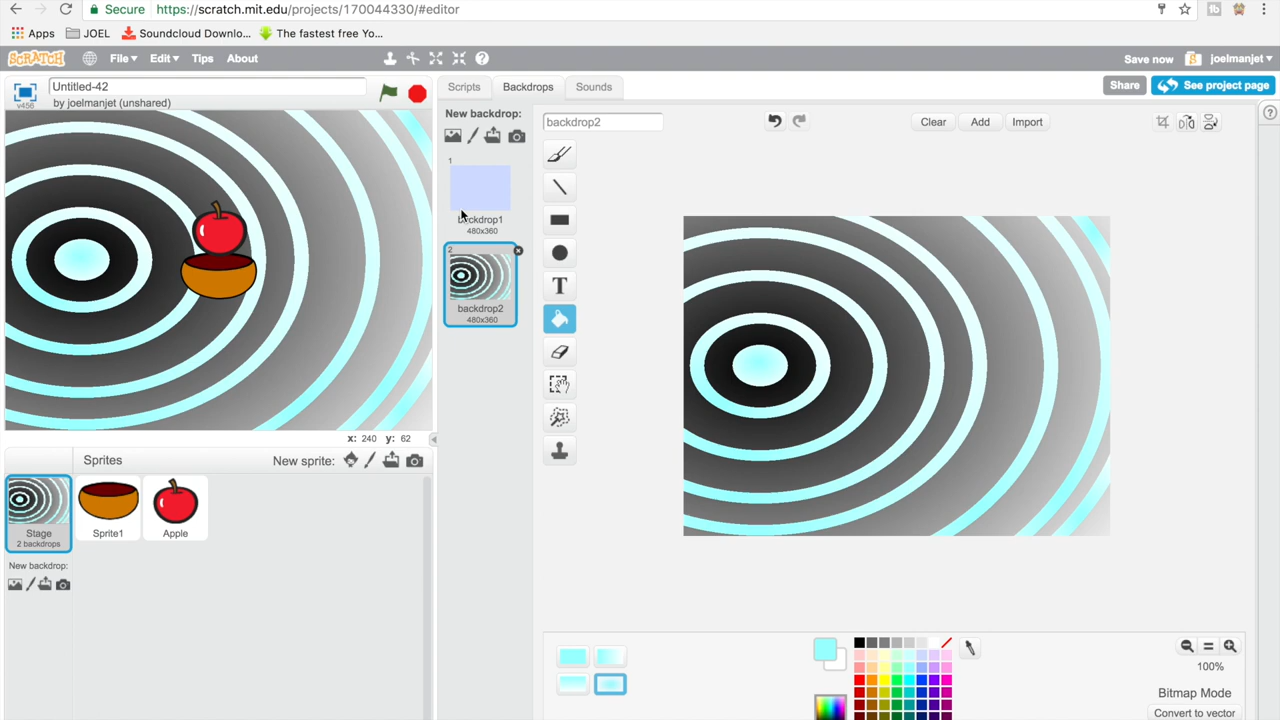 Secure https://scratch.mit.edu/projects/170044330/#editor
Apps JOEL Soundcloud Downlo... The fastest free Yo...
SCRATCH File Edit Tips About Save now joelmanjet
v456 Untitled-42
by joelmanjet (unshared)
Scripts Backdrops Sounds Share See project page
New backdrop: backdrop2 Clear Add Import
1
backdrop1
480x360
2
backdrop2
480x360
T
x: 240 y: 62
Sprites New sprite:
Stage
2 backdrops
Sprite1 Apple
New backdrop:
100%
Bitmap Mode
Convert to vector